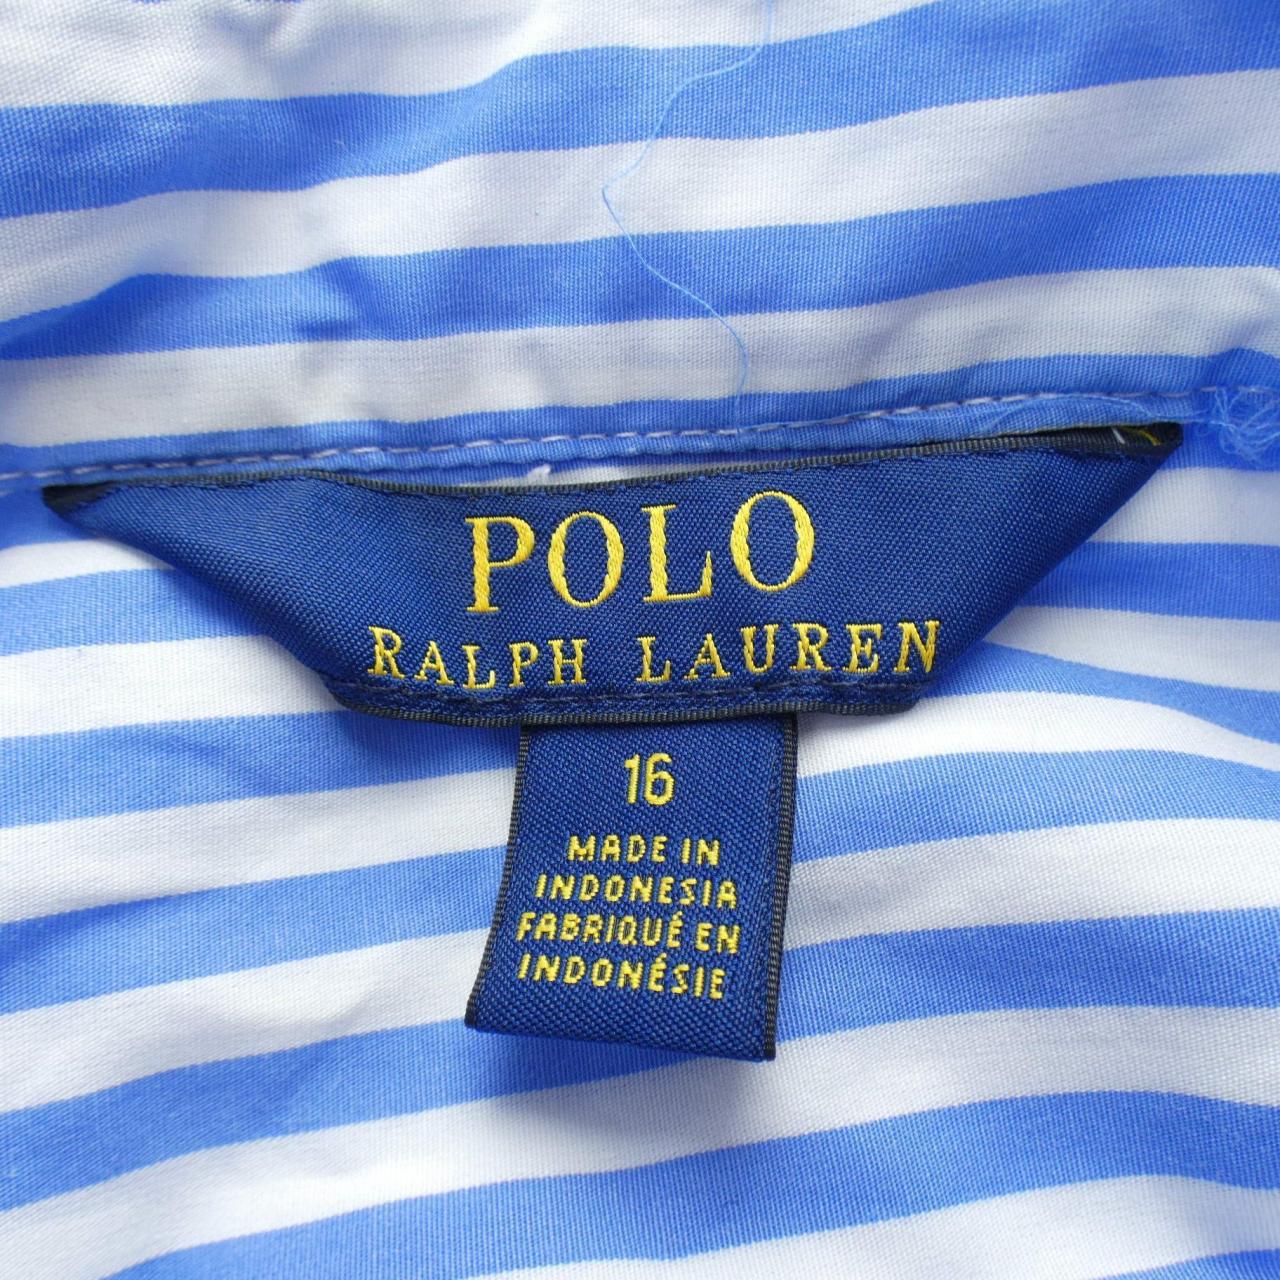 POLO
RALPH LAUREN
16
MADE IN
INDONESIA
FABRIQUÉ EN
INDONÉSIE